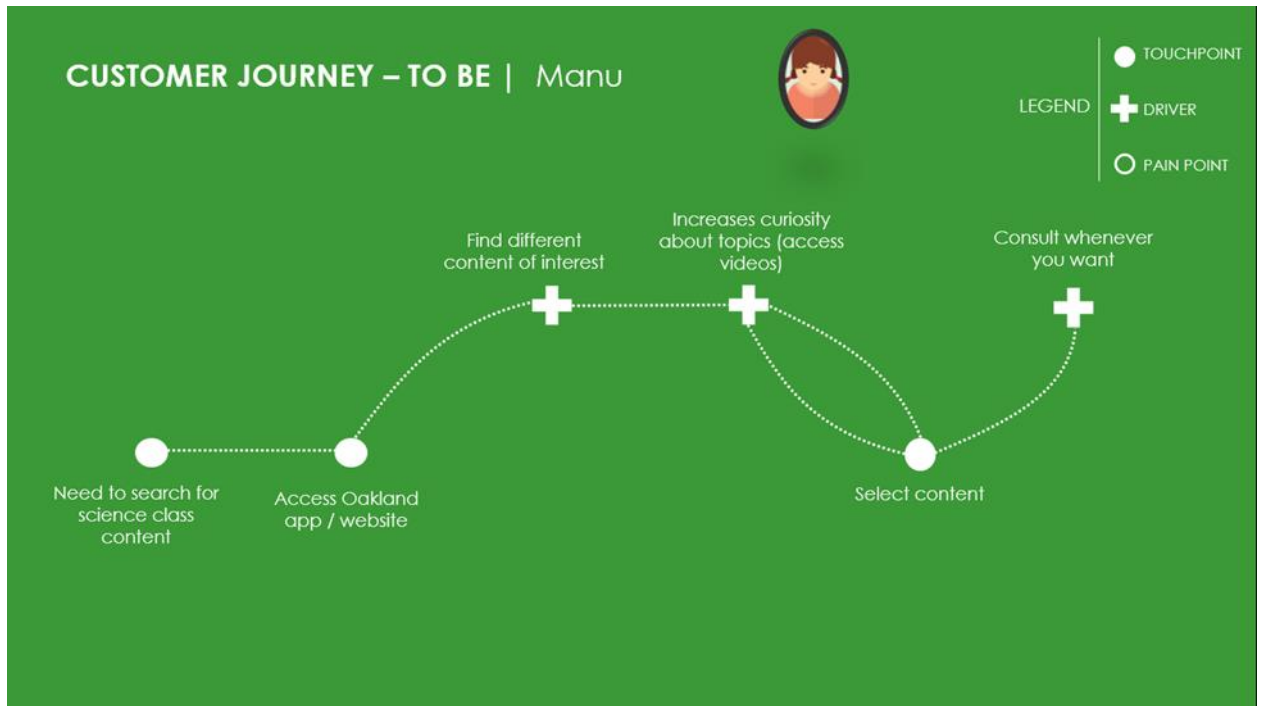 CUSTOMER JOURNEY – TO BE | Manu
LEGEND
TOUCHPOINT
DRIVER
PAIN POINT
Need to search for
science class
content
Access Oakland
app / website
Find different
content of interest
Increases curiosity
about topics (access
videos)
Select content
Consult whenever
you want